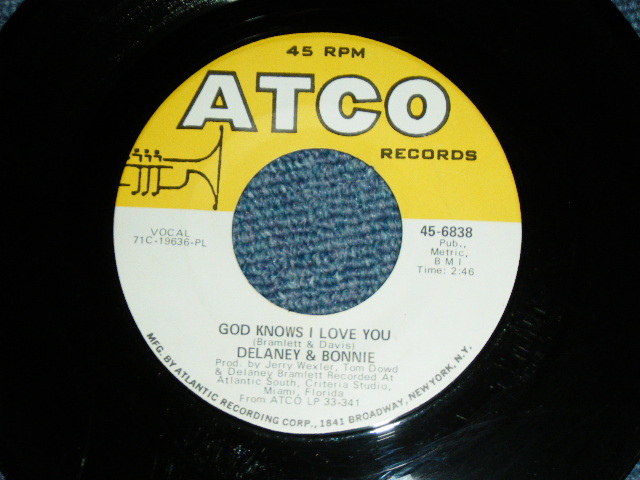 45 RPM
ATCO
RECORDS
VOCAL
71C-19636-PL
45-6838
Pub.,
Metric,
BMI
Time: 2:46
GOD KNOWS I LOVE YOU
(Bramlett & Davis)
DELANEY & BONNIE
Prod. by Jerry Wexler, Tom Dowd
& Delaney Bramlett Recorded At
Atlantic South, Criteria Studio,
Miami, Florida
From ATCO LP 33-341
MFG. BY ATLANTIC RECORDING CORP., 1841 BROADWAY, NEW YORK, N.Y.